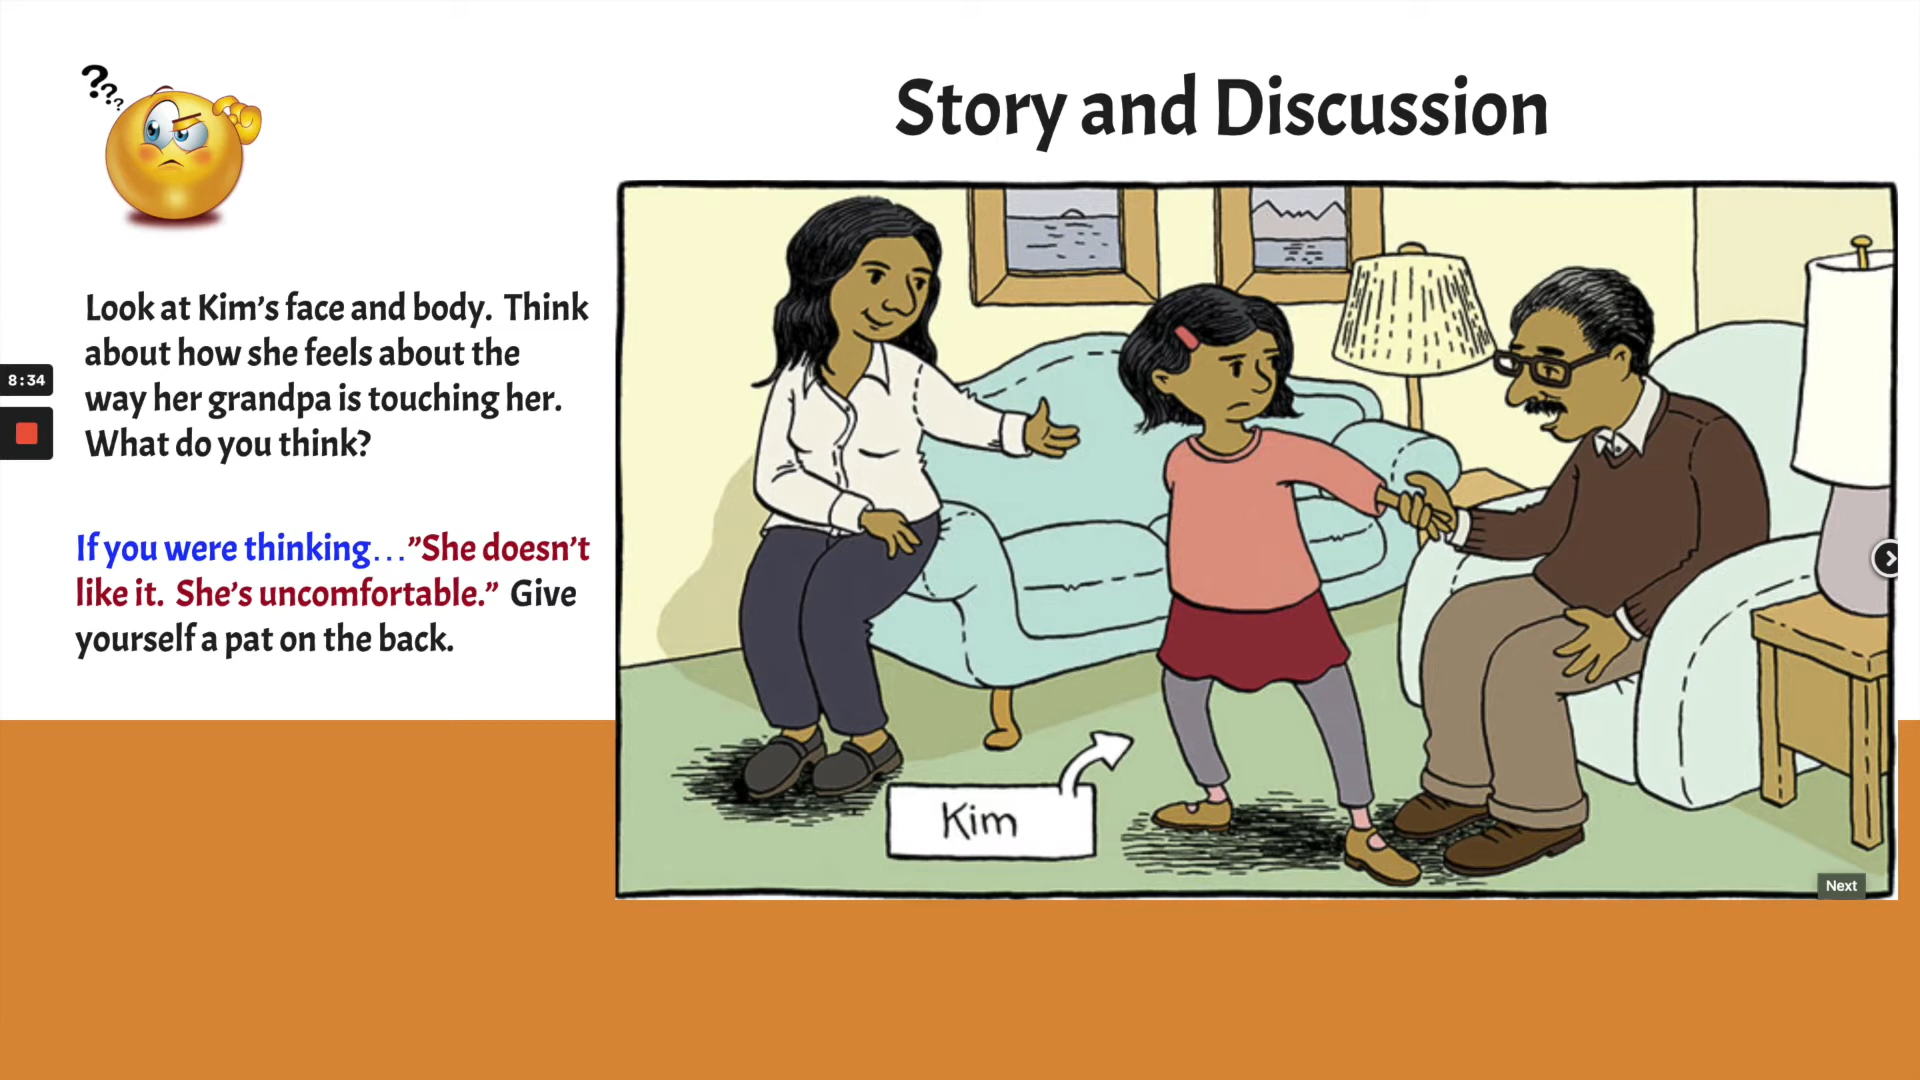 ???
Story and Discussion
Look at Kim's face and body.  Think
about how she feels about the
way her grandpa is touching her.
What do you think?
8:34
If you were thinking…”She doesn't
like it.  She's uncomfortable.”  Give
yourself a pat on the back.
Kim
Next